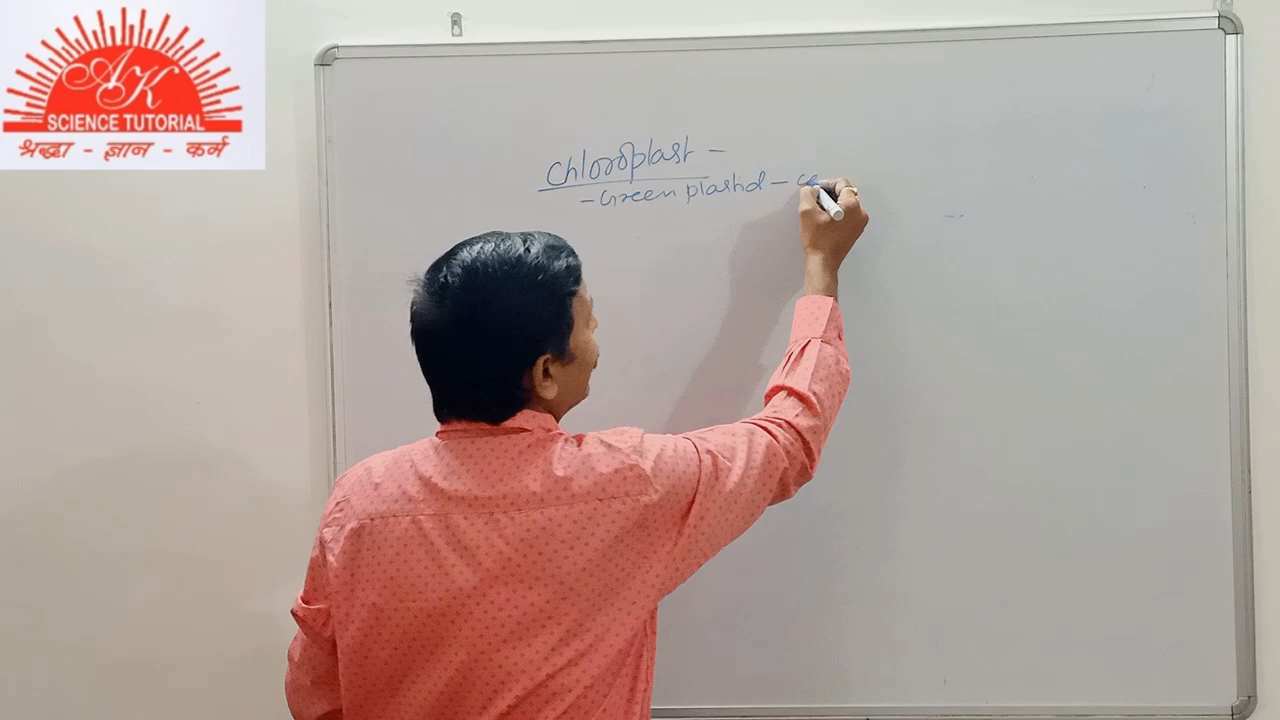 AK
SCIENCE TUTORIAL
श्रद्धा - ज्ञान - कर्म
Chloroplast -
- Green plastid -